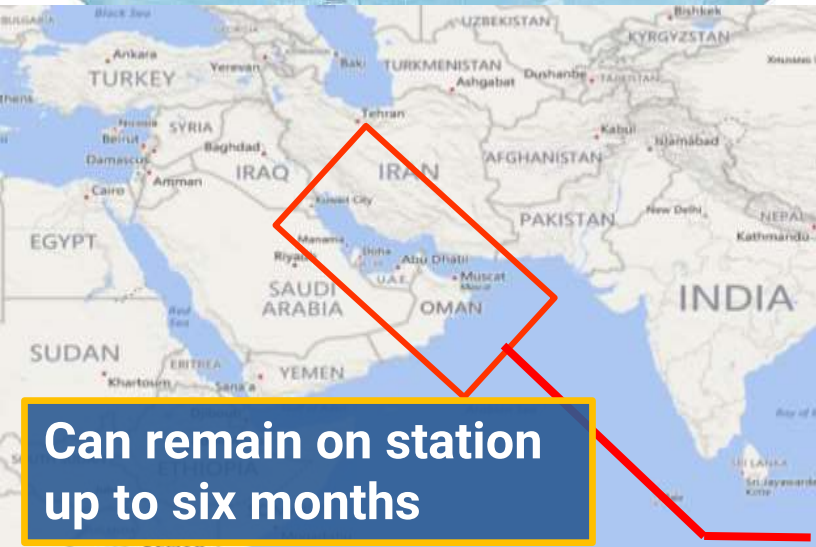 Black Sea
Bishkek
UZBEKISTAN
KYRGYZSTAN
Ankara
TURKEY
Yerevan
Baki
TURKMENISTAN
Ashgabat
Dushanbe
Tehran
SYRIA
Beirut
Damascus
Baghdad
Kabul
Islamabad
AFGHANISTAN
Amman
IRAQ
IRAN
Cairo
Kuwait City
PAKISTAN
New Delhi
NEPAL
Kathmandu
EGYPT
Manama
Doha
Abu Dhabi
Riyadh
U.A.E.
Muscat
SAUDI
ARABIA
OMAN
INDIA
Red
Sea
SUDAN
ERITREA
YEMEN
Khartoum
Sana'a
Can remain on station
up to six months
ETHIOPIA
SRI LANKA